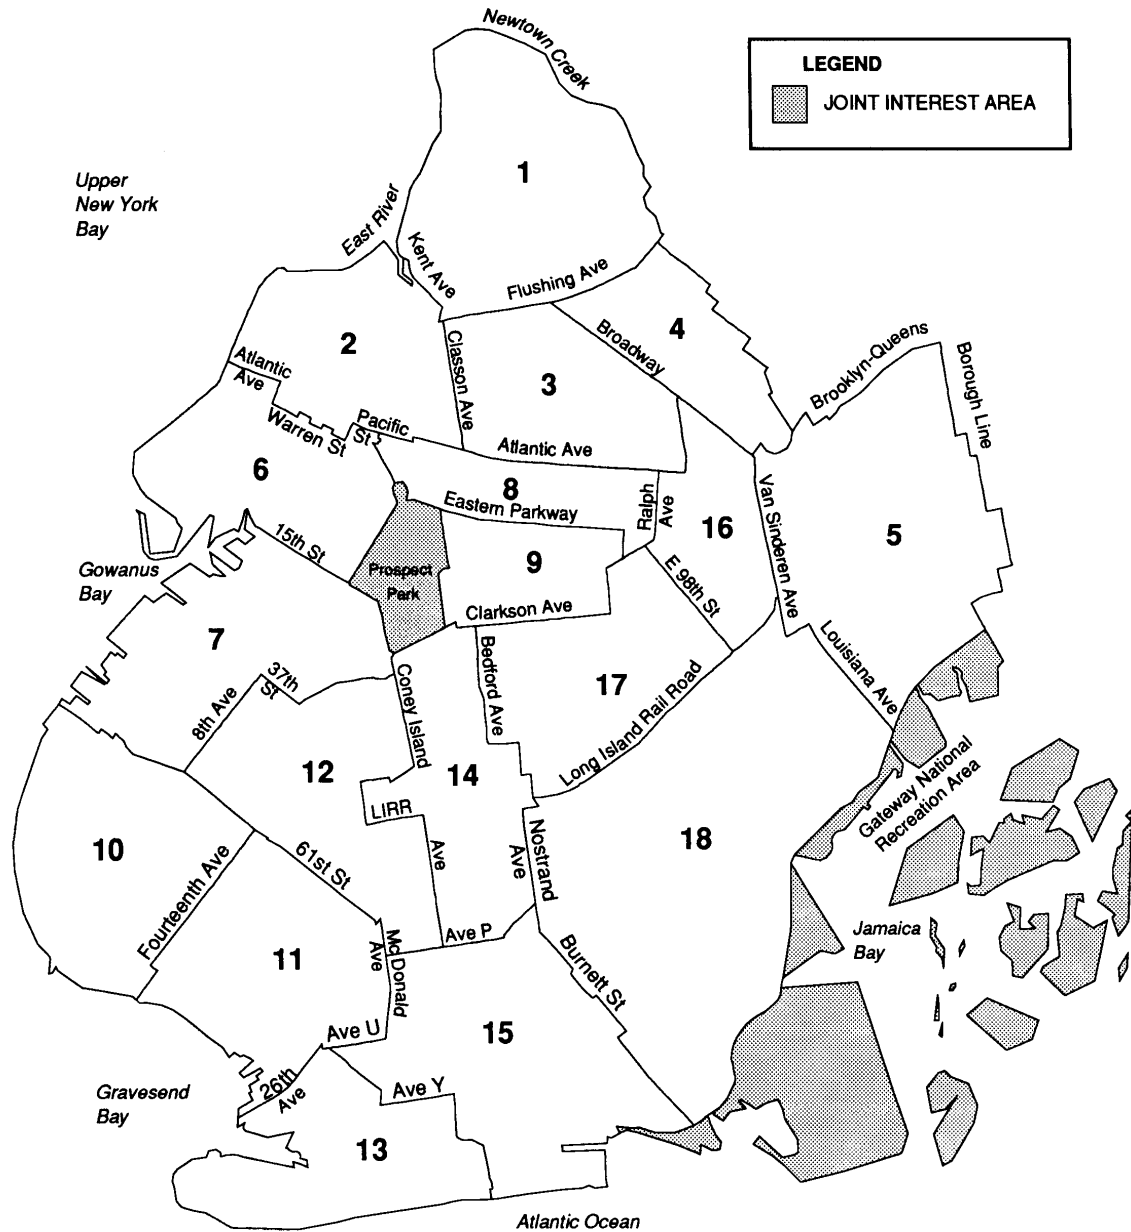 Newtown Creek
LEGEND
JOINT INTEREST AREA
1
Upper
New York
Bay
East River
Kent Ave
Flushing Ave
2
Classon Ave
3
Broadway
4
Brooklyn-Queens
Borough Line
Atlantic
Ave
Warren St
Pacific
St
Atlantic Ave
6
8
Eastern Parkway
Ralph
Ave
16
Van Sinderen Ave
5
15th St
Gowanus
Bay
Prospect
Park
9
E 98th St
Clarkson Ave
7
37th
St
8th Ave
Coney Island
Ave
Bedford Ave
17
Long Island Rail Road
Louisiana Ave
12
LIRR
14
Gateway National
Recreation Area
10
Fourteenth Ave
61st St
Nostrand
Ave
18
Ave P
McDonald
Ave
Jamaica
Bay
11
Burnett St
Ave U
15
26th
Ave
Ave Y
Gravesend
Bay
13
Atlantic Ocean